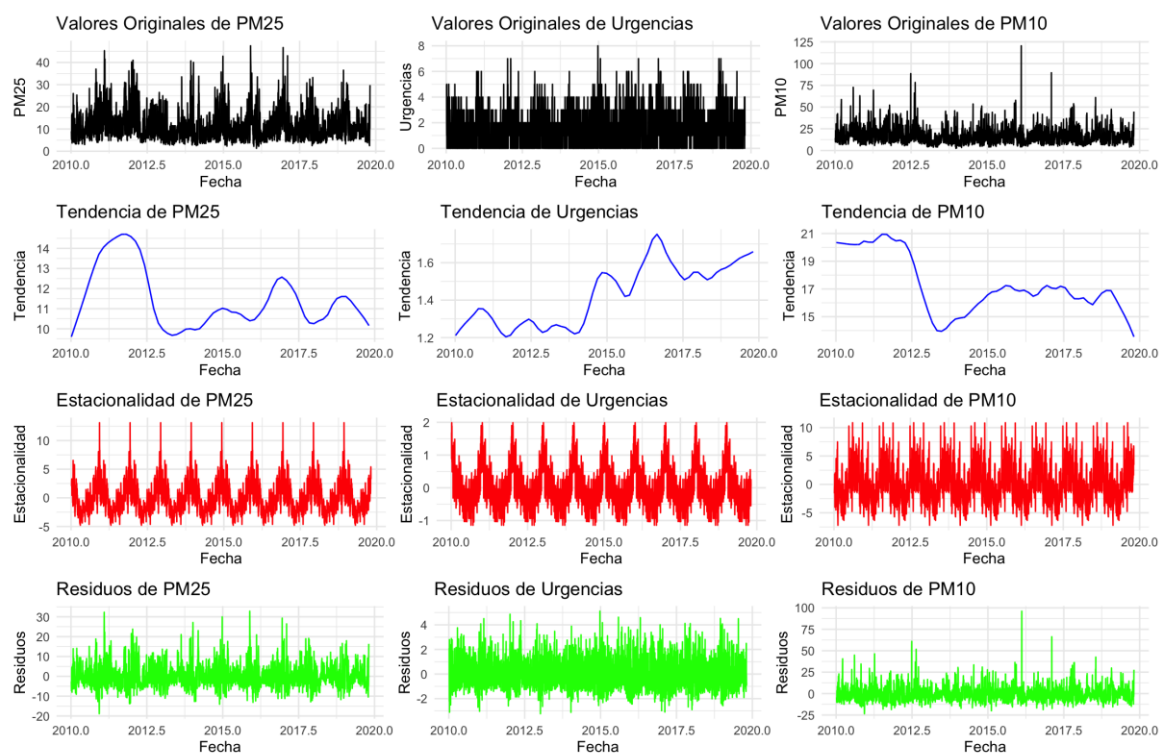 Valores Originales de PM25
PM25
40
30
20
10
0
2010.0 2012.5 2015.0 2017.5 2020.0
Fecha
Valores Originales de Urgencias
Urgencias
8
6
4
2
0
2010.0 2012.5 2015.0 2017.5 2020.0
Fecha
Valores Originales de PM10
PM10
125
100
75
50
25
0
2010.0 2012.5 2015.0 2017.5 2020.0
Fecha
Tendencia de PM25
Tendencia
14
13
12
11
10
2010.0 2012.5 2015.0 2017.5 2020.0
Fecha
Tendencia de Urgencias
Tendencia
1.6
1.4
1.2
2010.0 2012.5 2015.0 2017.5 2020.0
Fecha
Tendencia de PM10
Tendencia
21
19
17
15
2010.0 2012.5 2015.0 2017.5 2020.0
Fecha
Estacionalidad de PM25
Estacionalidad
10
5
0
-5
2010.0 2012.5 2015.0 2017.5 2020.0
Fecha
Estacionalidad de Urgencias
Estacionalidad
2
1
0
-1
2010.0 2012.5 2015.0 2017.5 2020.0
Fecha
Estacionalidad de PM10
Estacionalidad
10
5
0
-5
2010.0 2012.5 2015.0 2017.5 2020.0
Fecha
Residuos de PM25
Residuos
30
20
10
0
-10
-20
2010.0 2012.5 2015.0 2017.5 2020.0
Fecha
Residuos de Urgencias
Residuos
4
2
0
-2
2010.0 2012.5 2015.0 2017.5 2020.0
Fecha
Residuos de PM10
Residuos
100
75
50
25
0
-25
2010.0 2012.5 2015.0 2017.5 2020.0
Fecha